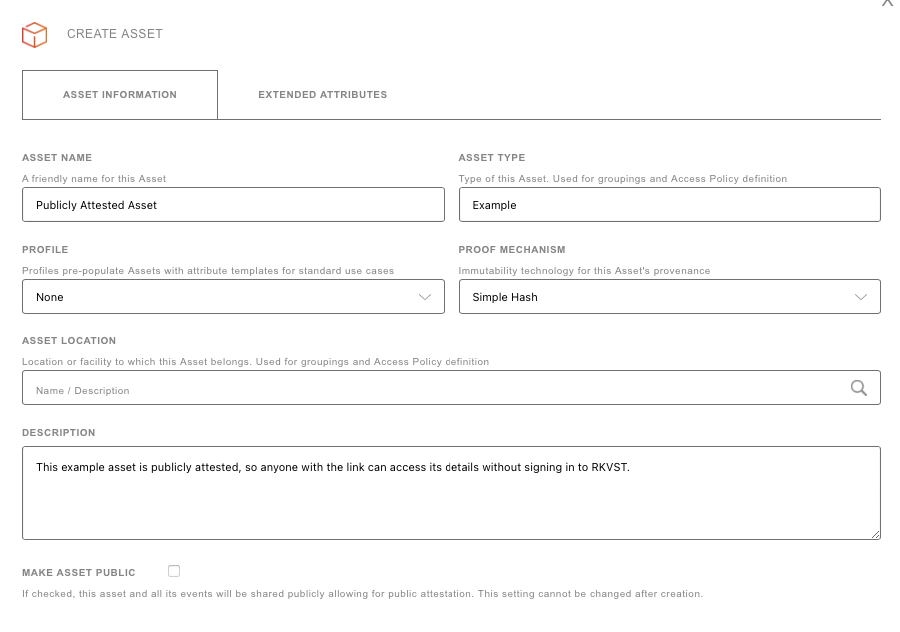 CREATE ASSET
ASSET INFORMATION
EXTENDED ATTRIBUTES
ASSET NAME
A friendly name for this Asset
Publicly Attested Asset
ASSET TYPE
Type of this Asset. Used for groupings and Access Policy definition
Example
PROFILE
Profiles pre-populate Assets with attribute templates for standard use cases
None
PROOF MECHANISM
Immutability technology for this Asset's provenance
Simple Hash
ASSET LOCATION
Location or facility to which this Asset belongs. Used for groupings and Access Policy definition
Name / Description
DESCRIPTION
This example asset is publicly attested, so anyone with the link can access its details without signing in to RKVST.
MAKE ASSET PUBLIC
If checked, this asset and all its events will be shared publicly allowing for public attestation. This setting cannot be changed after creation.